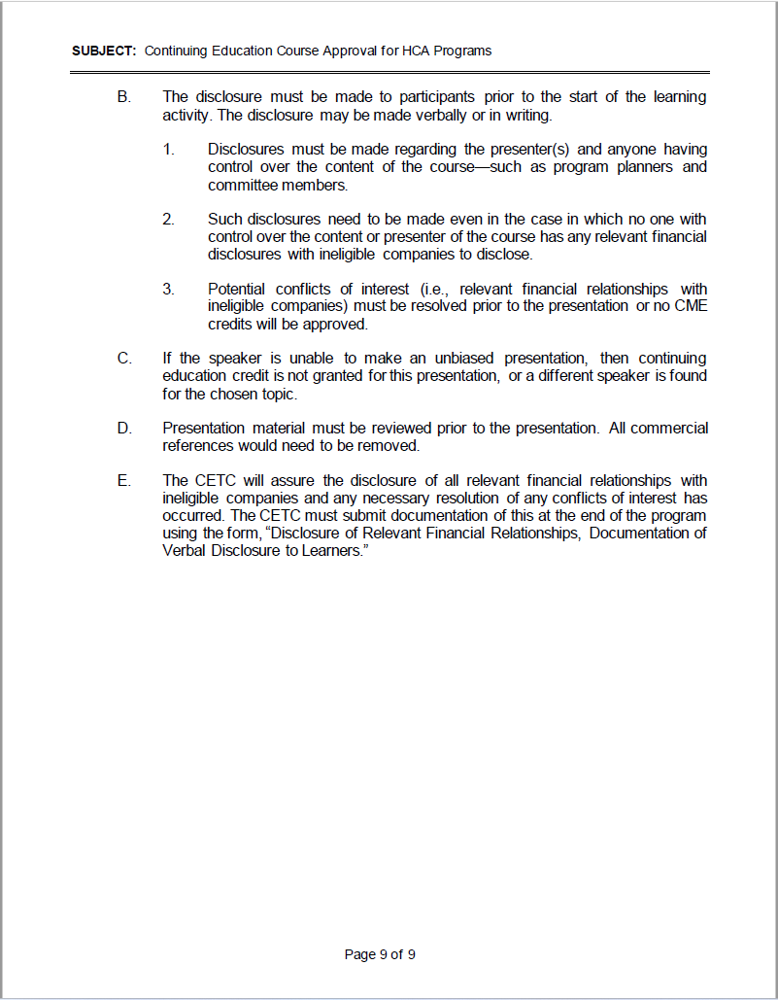 SUBJECT: Continuing Education Course Approval for HCA Programs
B. The disclosure must be made to participants prior to the start of the learning
activity. The disclosure may be made verbally or in writing.
1. Disclosures must be made regarding the presenter(s) and anyone having
control over the content of the course—such as program planners and
committee members.
2. Such disclosures need to be made even in the case in which no one with
control over the content or presenter of the course has any relevant financial
disclosures with ineligible companies to disclose.
3. Potential conflicts of interest (i.e., relevant financial relationships with
ineligible companies) must be resolved prior to the presentation or no CME
credits will be approved.
C. If the speaker is unable to make an unbiased presentation, then continuing
education credit is not granted for this presentation, or a different speaker is found
for the chosen topic.
D. Presentation material must be reviewed prior to the presentation. All commercial
references would need to be removed.
E. The CETC will assure the disclosure of all relevant financial relationships with
ineligible companies and any necessary resolution of any conflicts of interest has
occurred. The CETC must submit documentation of this at the end of the program
using the form, “Disclosure of Relevant Financial Relationships, Documentation of
Verbal Disclosure to Learners.”
Page 9 of 9